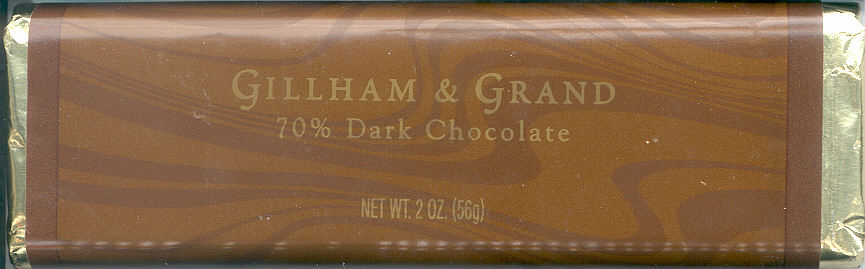 GILLHAM & GRAND
70% Dark Chocolate
NET WT. 2 OZ. (56g)